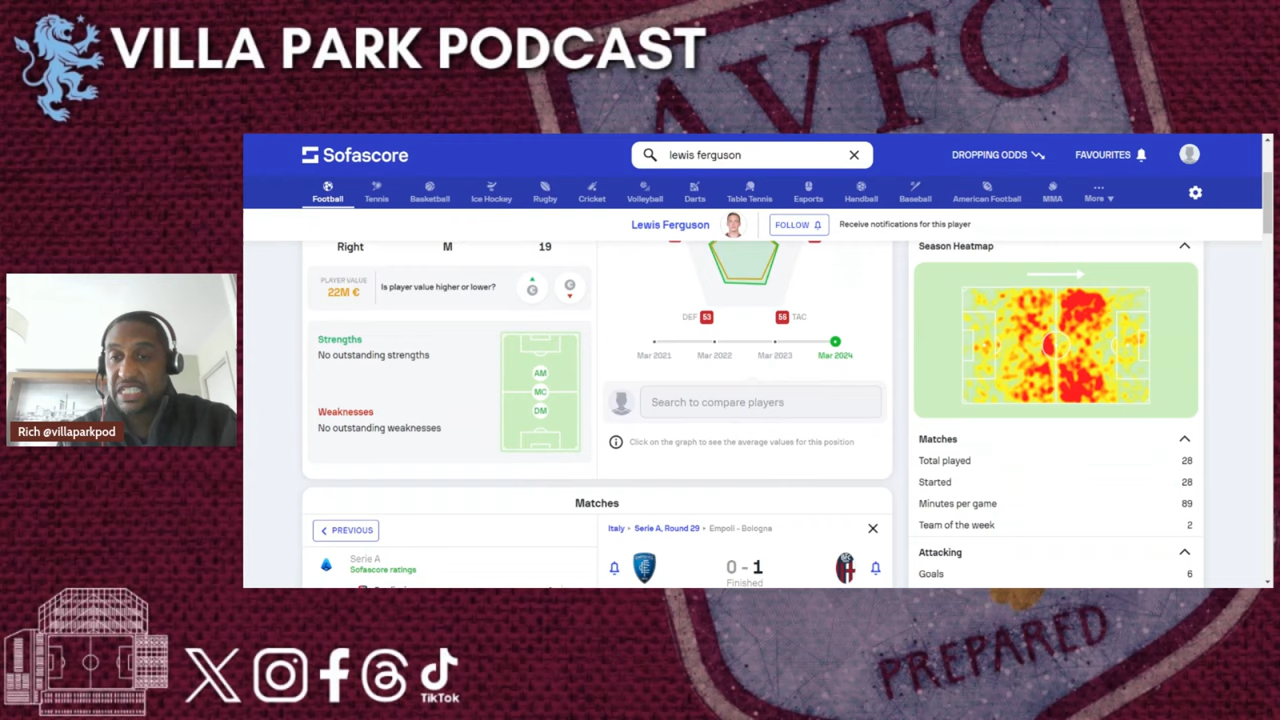 VILLA PARK PODCAST
AVFC
Sofascore
lewis ferguson
DROPPING ODDS
FAVOURITES
Football
Tennis
Basketball
Ice Hockey
Rugby
Cricket
Volleyball
Darts
Table Tennis
Esports
Handball
Baseball
American Football
MMA
More
Lewis Ferguson
FOLLOW
Receive notifications for this player
Right
M
19
PLAYER VALUE
22M €
Is player value higher or lower?
€
€
Strengths
No outstanding strengths
Weaknesses
No outstanding weaknesses
AM
MC
DM
DEF 53
56 TAC
Mar 2021
Mar 2022
Mar 2023
Mar 2024
Search to compare players
Click on the graph to see the average values for this position
Season Heatmap
Matches
Total played 28
Started 28
Minutes per game 89
Team of the week 2
Attacking
Goals 6
Matches
PREVIOUS
Serie A
Sofascore ratings
Italy Serie A, Round 29 Empoli - Bologna
0 - 1
Finished
Rich @villaparkpod
PREPARED
TikTok